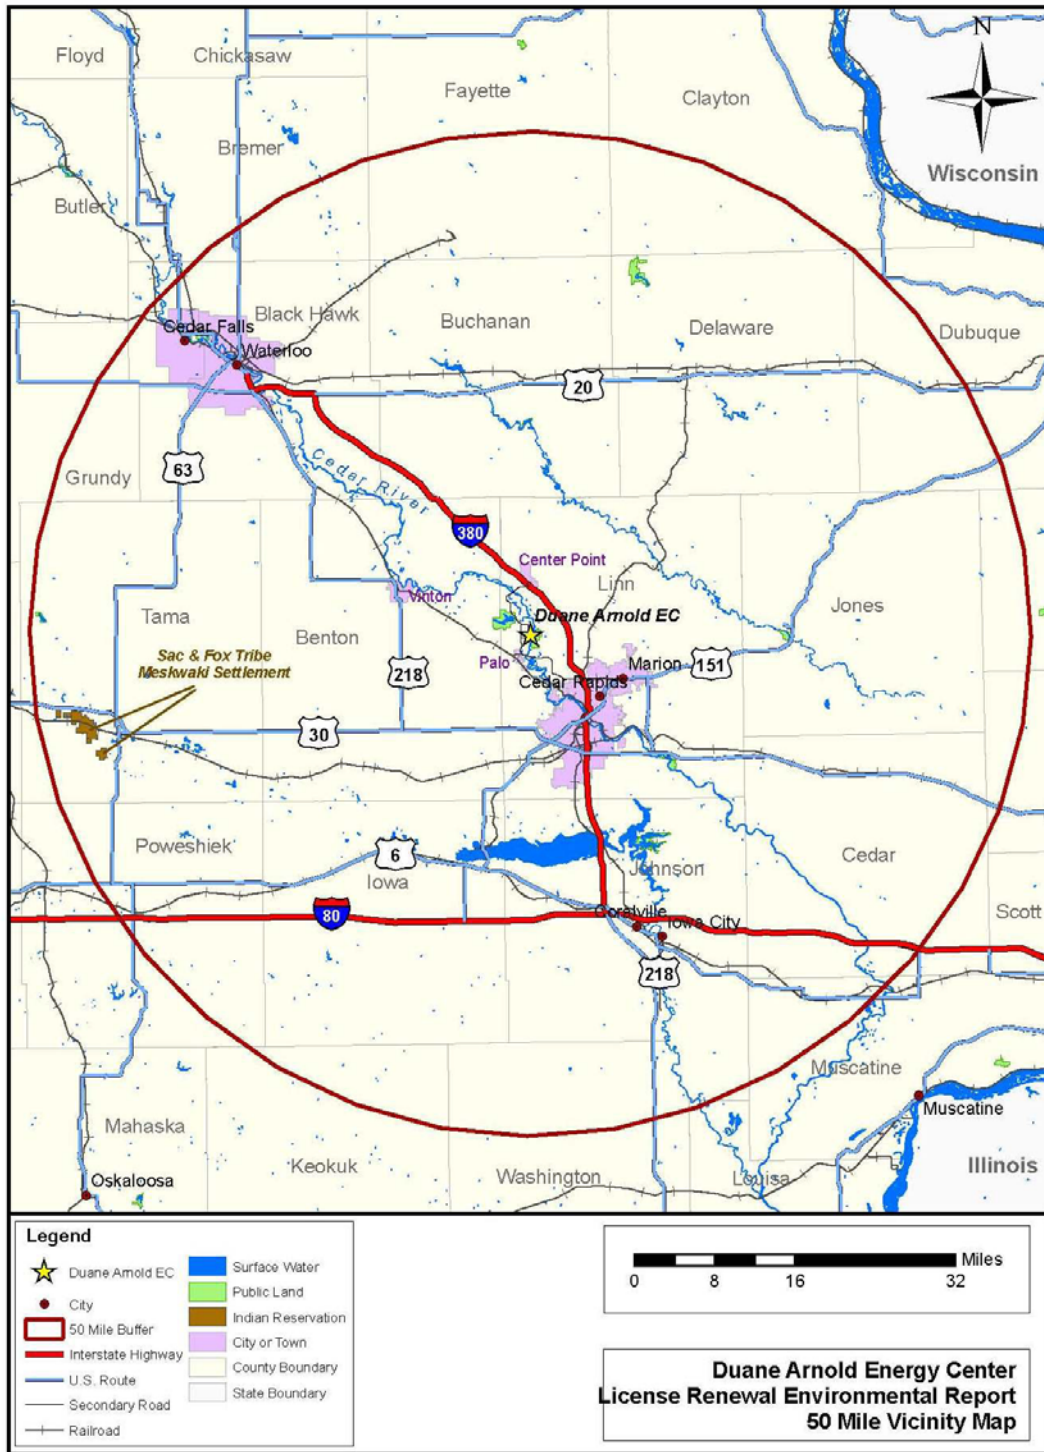 Floyd
Chickasaw
Fayette
Clayton
N
Bremer
Wisconsin
Butler
Black Hawk
Buchanan
Delaware
Dubuque
Cedar Falls
Waterloo
20
Grundy
63
Cedar River
380
Center Point
Linn
Vinton
Duane Arnold EC
Jones
Tama
Benton
Palo
Marion
151
Sac & Fox Tribe
Meskwaki Settlement
218
Cedar Rapids
30
Poweshiek
6
Iowa
Johnson
Cedar
80
Coralville
Iowa City
Scott
218
Muscatine
Muscatine
Mahaska
Keokuk
Washington
Louisa
Illinois
Oskaloosa
Legend
Duane Arnold EC
City
50 Mile Buffer
Interstate Highway
U.S. Route
Secondary Road
Railroad
Surface Water
Public Land
Indian Reservation
City or Town
County Boundary
State Boundary
Miles
0 8 16 32
Duane Arnold Energy Center
License Renewal Environmental Report
50 Mile Vicinity Map